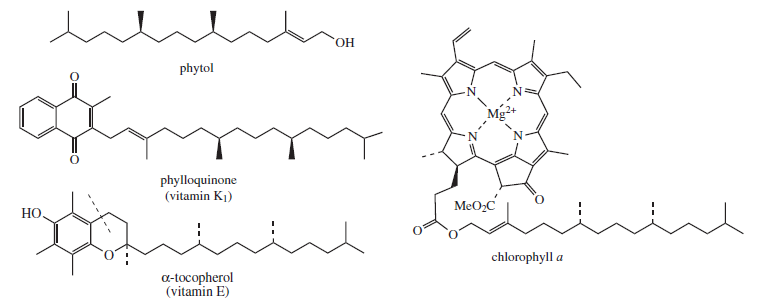 OH
phytol
O
O
phylloquinone
(vitamin K₁)
HO
O
α-tocopherol
(vitamin E)
N
N
Mg²⁺
N
N
MeO₂C
O
O
O
chlorophyll a